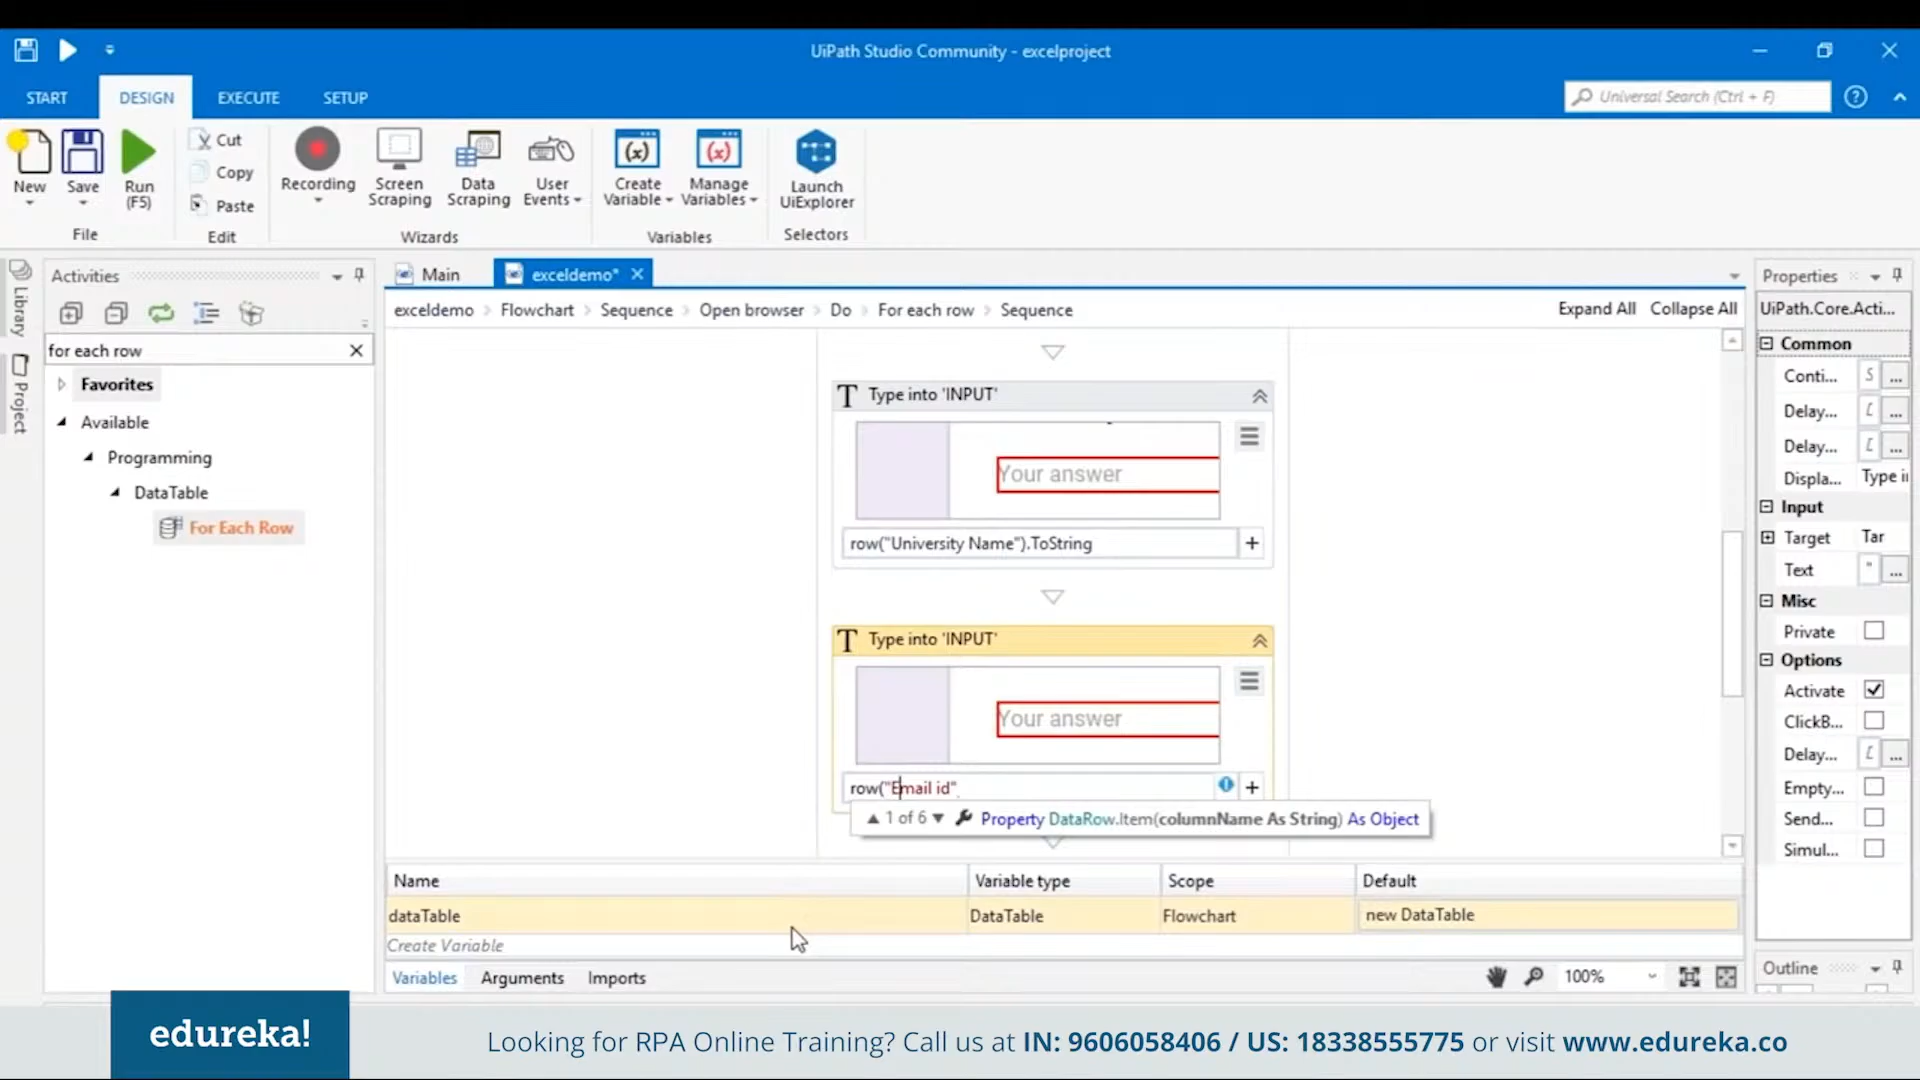 UiPath Studio Community - excelproject
START DESIGN EXECUTE SETUP
Universal Search (Ctrl + F)
New
Save
Run
(F5)
Cut
Copy
Paste
Recording
Screen
Scraping
Data
Scraping
User
Events
Create
Variable
Manage
Variables
Launch
UiExplorer
File Edit Wizards Variables Selectors
Library
Project
Activities
for each row
Favorites
Available
Programming
DataTable
For Each Row
Main exceldemo*
exceldemo Flowchart Sequence Open browser Do For each row Sequence
Expand All Collapse All
T Type into 'INPUT'
Your answer
row("University Name").ToString
T Type into 'INPUT'
Your answer
row("Email id"
1 of 6 Property DataRow.Item(columnName As String) As Object
Name Variable type Scope Default
dataTable DataTable Flowchart new DataTable
Create Variable
Variables Arguments Imports
100%
Properties
UiPath.Core.Acti...
Common
Conti... S ...
Delay... ...
Delay... ...
Displa... Type i
Input
Target Tar
Text " ...
Misc
Private
Options
Activate
ClickB...
Delay... ...
Empty...
Send...
Simul...
Outline
edureka!
Looking for RPA Online Training? Call us at IN: 9606058406 / US: 18338555775 or visit www.edureka.co